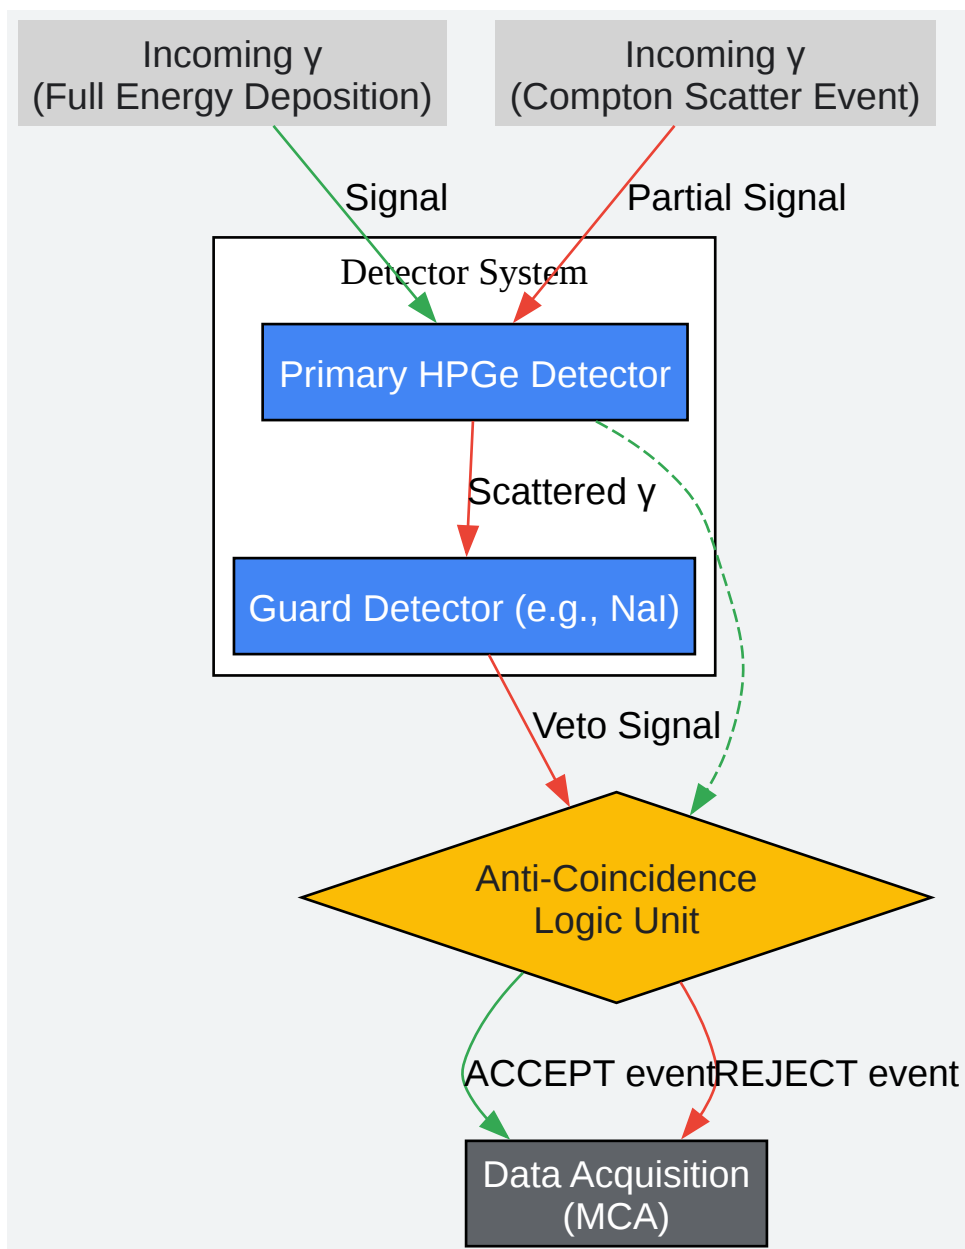 Incoming γ
(Full Energy Deposition)
Incoming γ
(Compton Scatter Event)
Signal
Partial Signal
Detector System
Primary HPGe Detector
Scattered γ
Guard Detector (e.g., NaI)
Veto Signal
Anti-Coincidence
Logic Unit
ACCEPT event
REJECT event
Data Acquisition
(MCA)